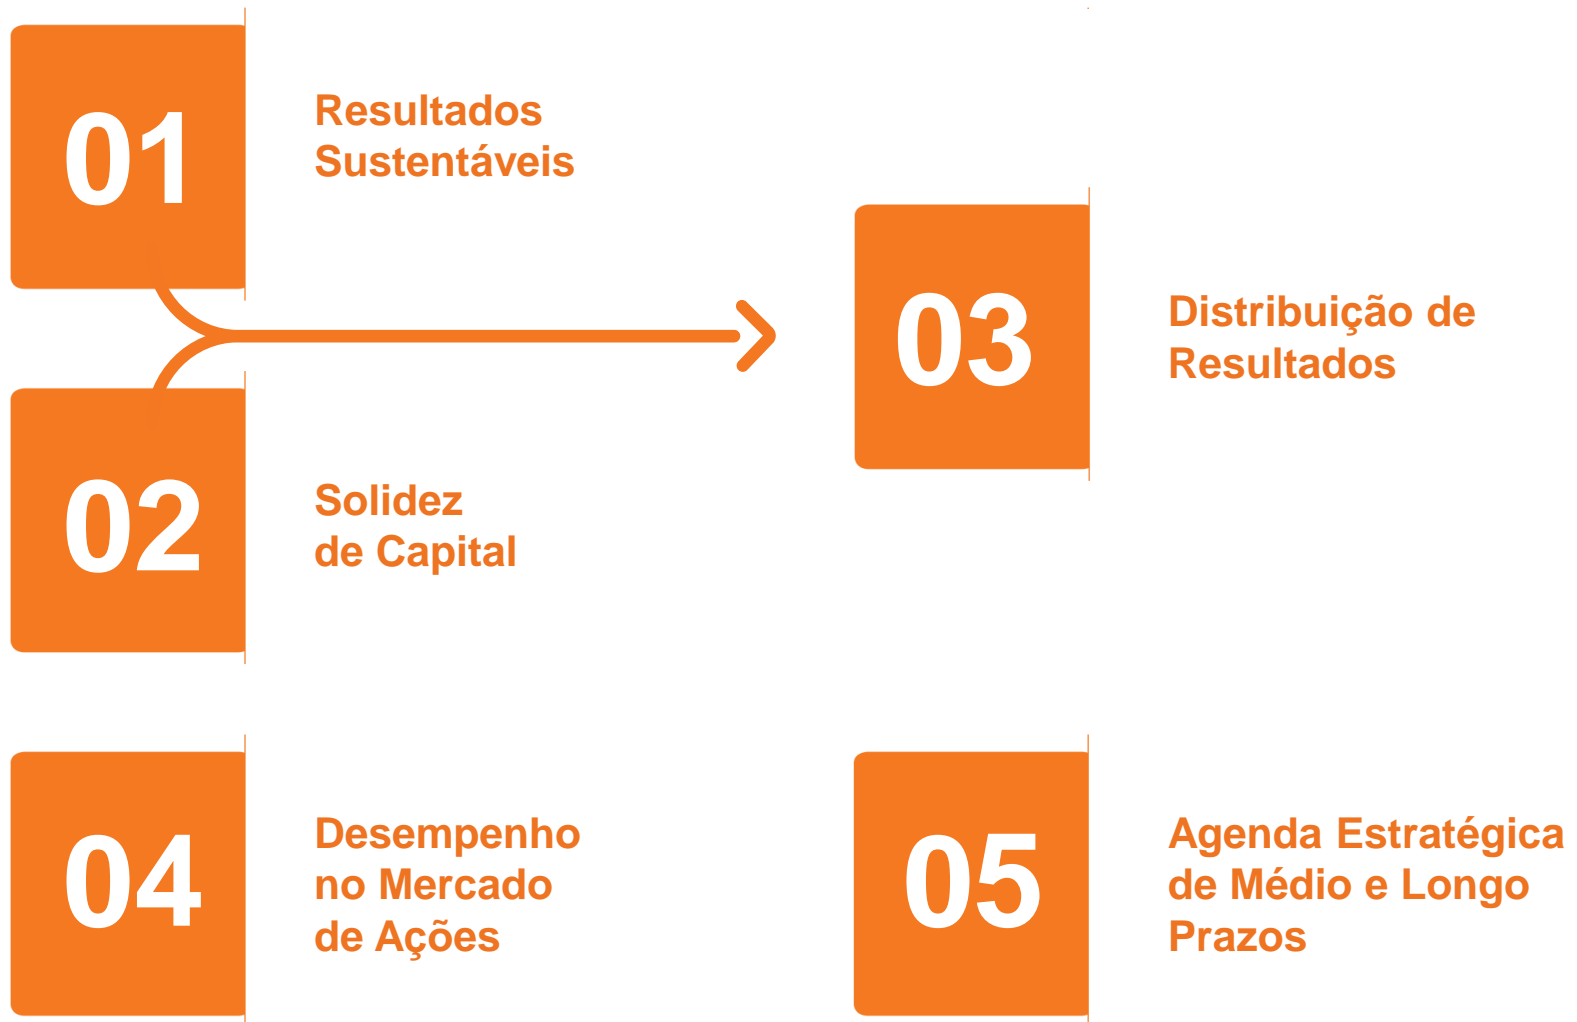 01
Resultados
Sustentáveis
02
Solidez
de Capital
03
Distribuição de
Resultados
04
Desempenho
no Mercado
de Ações
05
Agenda Estratégica
de Médio e Longo
Prazos